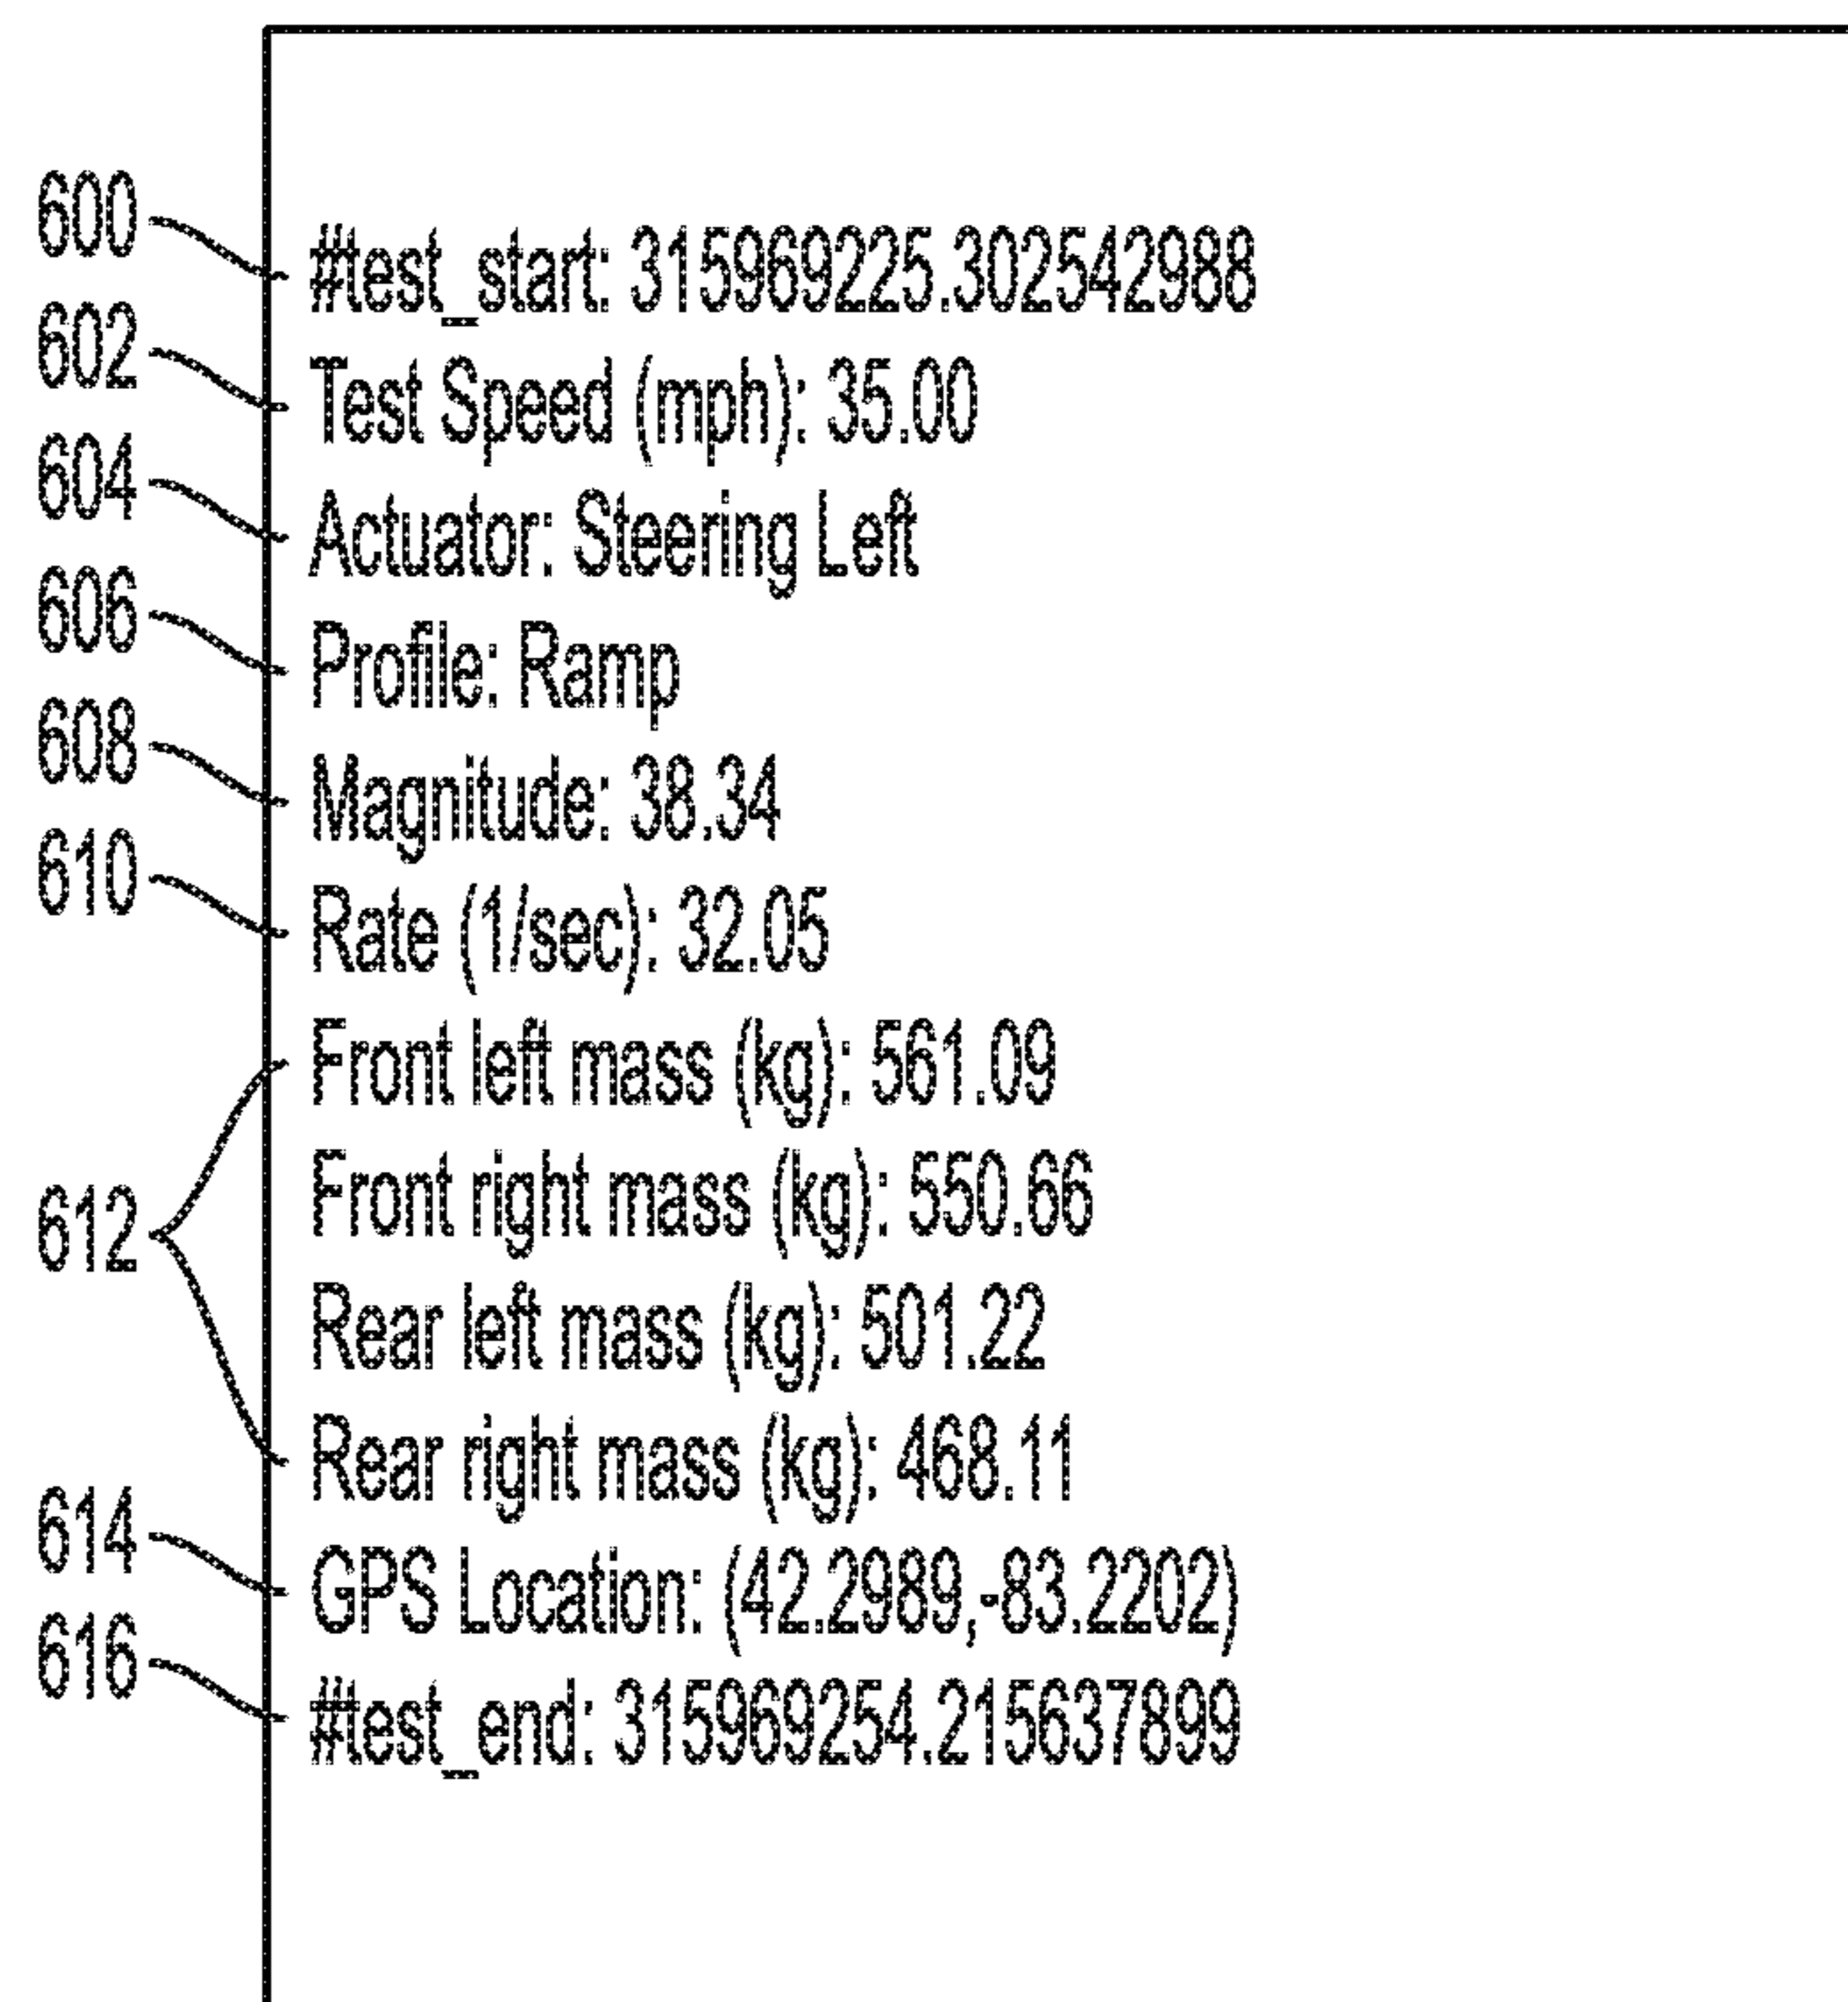 600 #test_start: 315969225.302542988
602 Test Speed (mph): 35.00
604 Actuator: Steering Left
606 Profile: Ramp
608 Magnitude: 38.34
610 Rate (1/sec): 32.05
Front left mass (kg): 561.09
612 Front right mass (kg): 550.66
Rear left mass (kg): 501.22
Rear right mass (kg): 468.11
614 GPS Location: (42.2989,-83.2202)
616 #test_end: 315969254.215637899